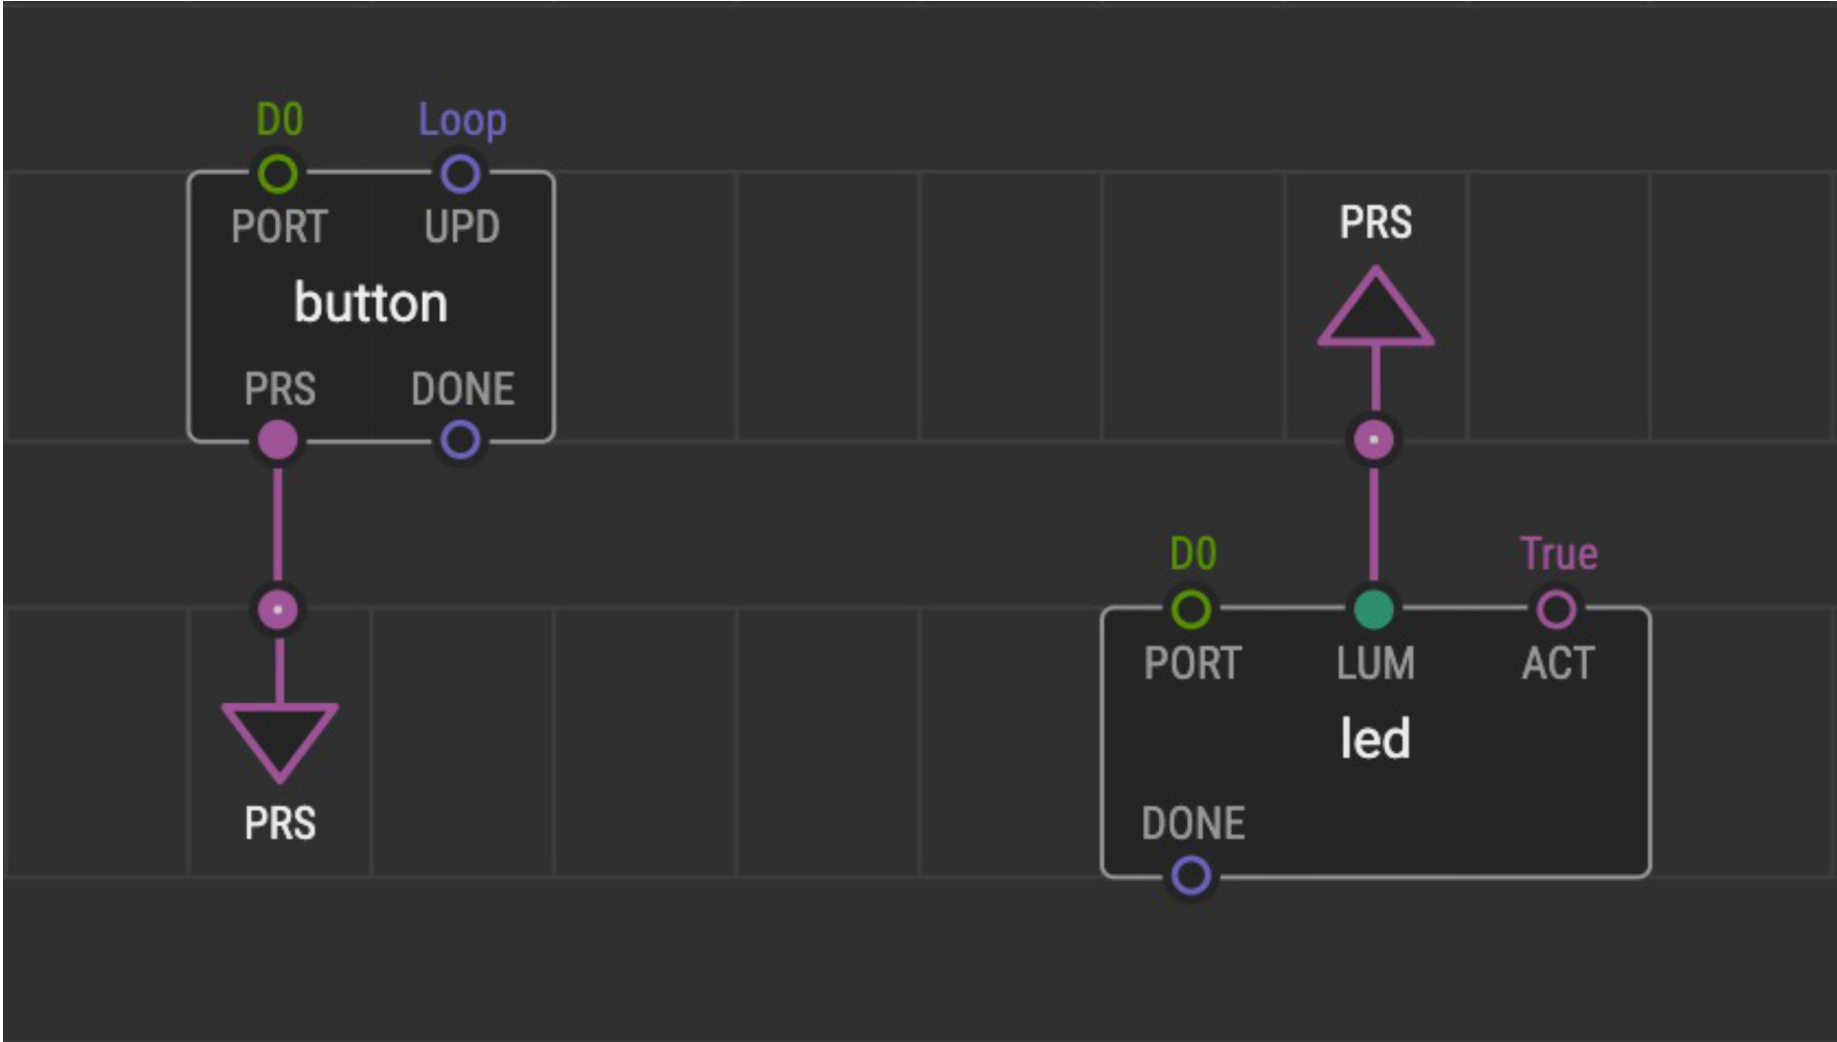 D0 Loop
PORT UPD
button
PRS DONE
PRS
PRS
D0 True
PORT LUM ACT
led
DONE